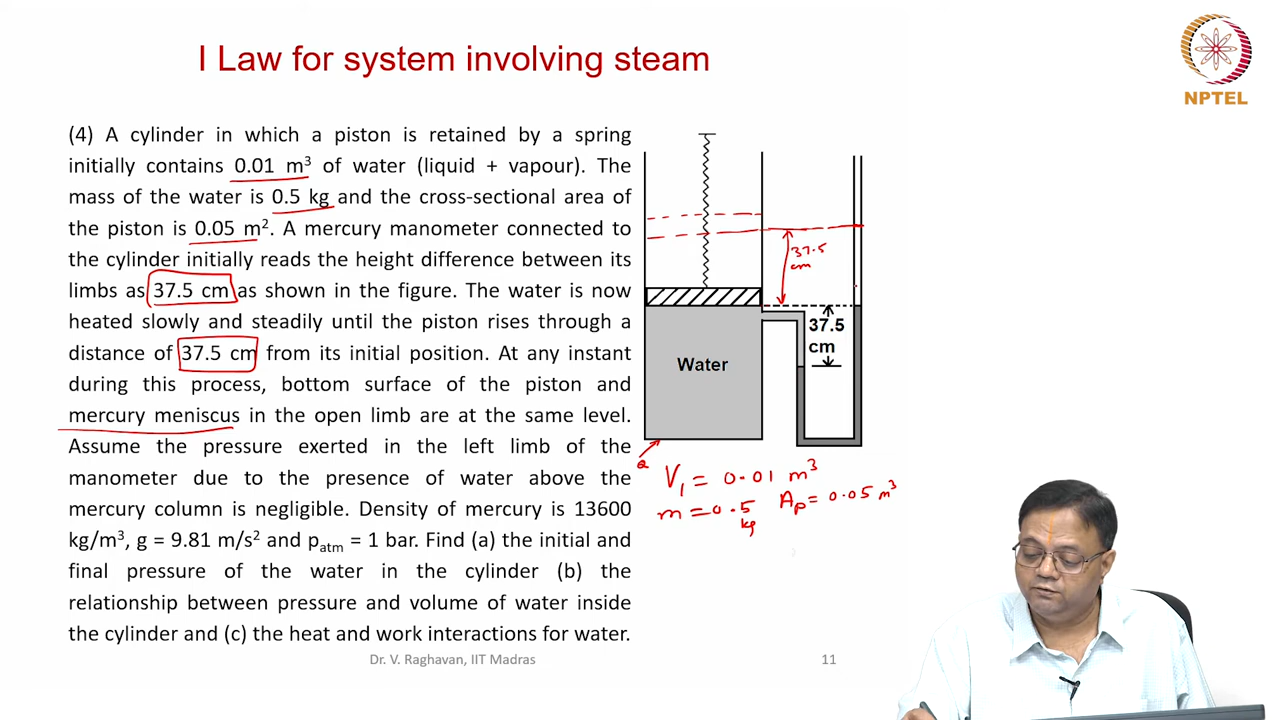 I Law for system involving steam
NPTEL
(4) A cylinder in which a piston is retained by a spring
initially contains 0.01 m³ of water (liquid + vapour). The
mass of the water is 0.5 kg and the cross-sectional area of
the piston is 0.05 m². A mercury manometer connected to
the cylinder initially reads the height difference between its
limbs as 37.5 cm as shown in the figure. The water is now
heated slowly and steadily until the piston rises through a
distance of 37.5 cm from its initial position. At any instant
during this process, bottom surface of the piston and
mercury meniscus in the open limb are at the same level.
Assume the pressure exerted in the left limb of the
manometer due to the presence of water above the
mercury column is negligible. Density of mercury is 13600
kg/m³, g = 9.81 m/s² and pₐₜₘ = 1 bar. Find (a) the initial and
final pressure of the water in the cylinder (b) the
relationship between pressure and volume of water inside
the cylinder and (c) the heat and work interactions for water.
37.5
cm
37.5
cm
Water
V₁ = 0.01 m³
m = 0.5
kg
Aₚ = 0.05 m³
Dr. V. Raghavan, IIT Madras
11